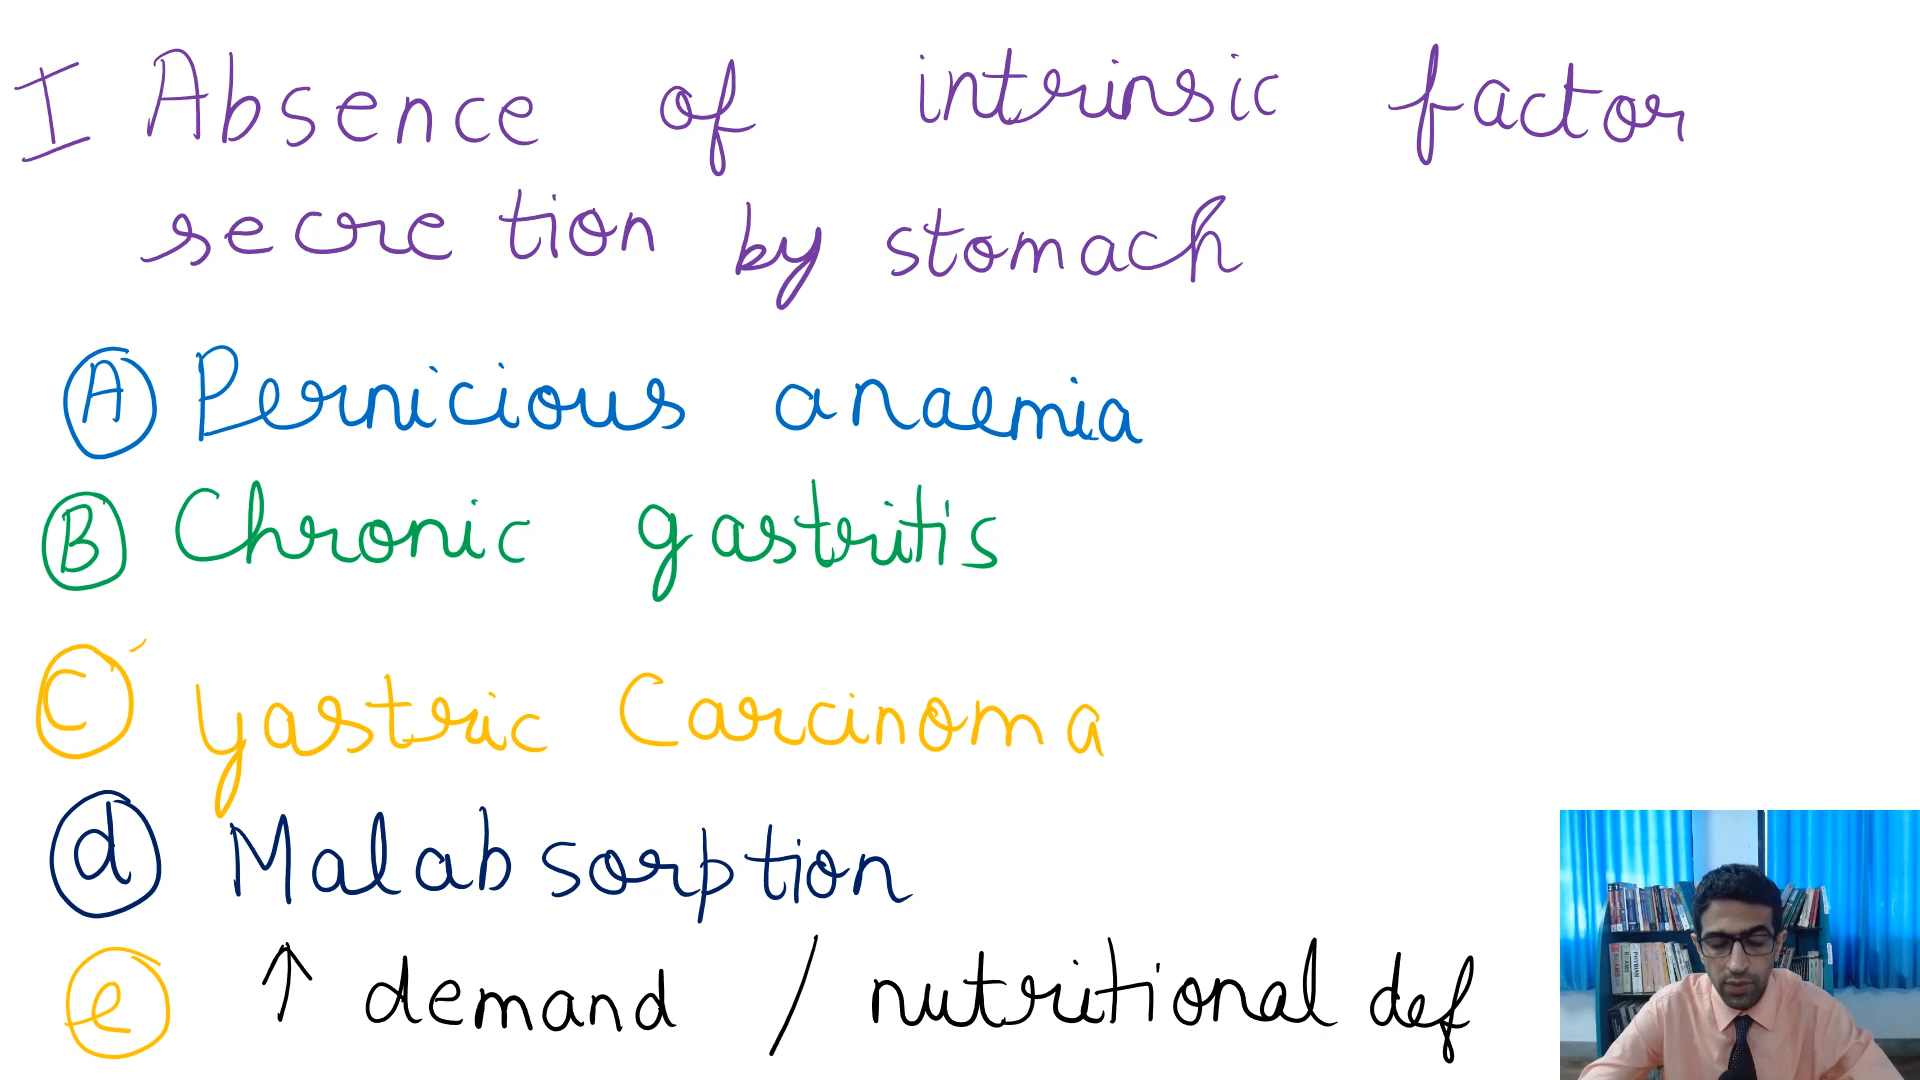 I Absence of intrinsic factor
secretion by stomach
A Pernicious anaemia
B Chronic gastritis
C Gastric Carcinoma
d Malabsorption
e ↑ demand / nutritional def